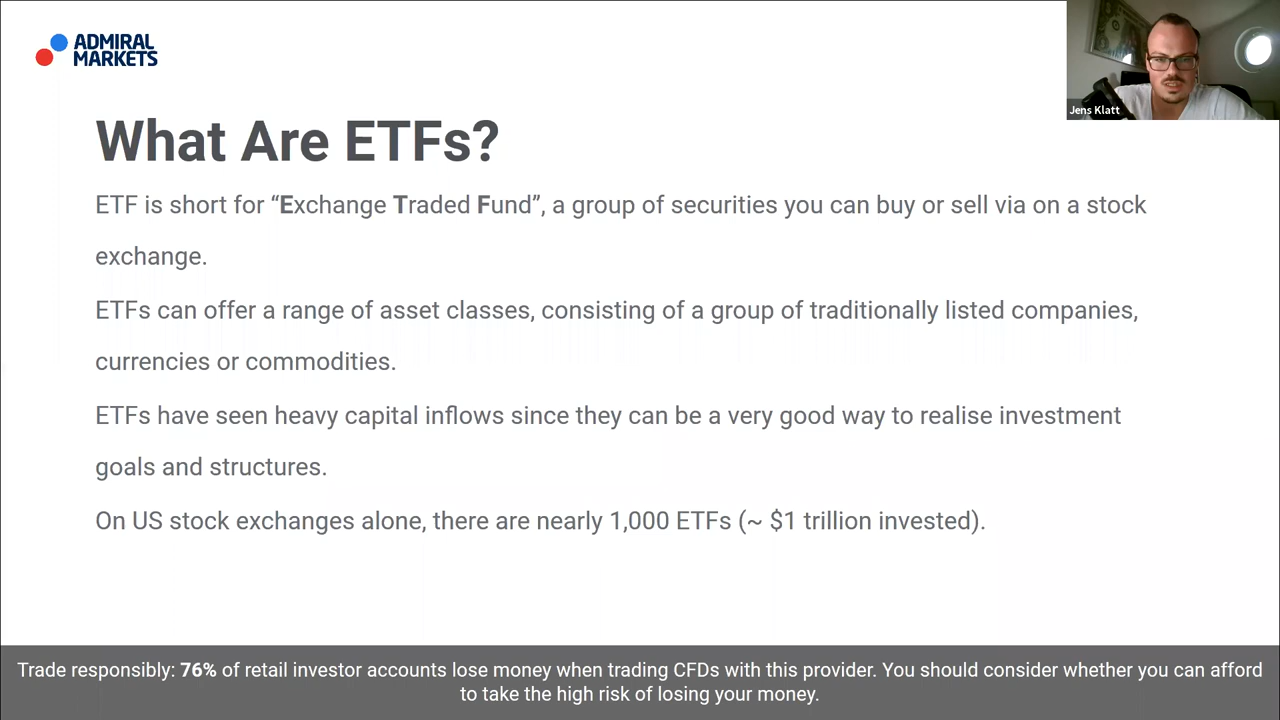 ADMIRAL
MARKETS
Jens Klatt
What Are ETFs?
ETF is short for “Exchange Traded Fund”, a group of securities you can buy or sell via on a stock
exchange.
ETFs can offer a range of asset classes, consisting of a group of traditionally listed companies,
currencies or commodities.
ETFs have seen heavy capital inflows since they can be a very good way to realise investment
goals and structures.
On US stock exchanges alone, there are nearly 1,000 ETFs (~ $1 trillion invested).
Trade responsibly: 76% of retail investor accounts lose money when trading CFDs with this provider. You should consider whether you can afford
to take the high risk of losing your money.